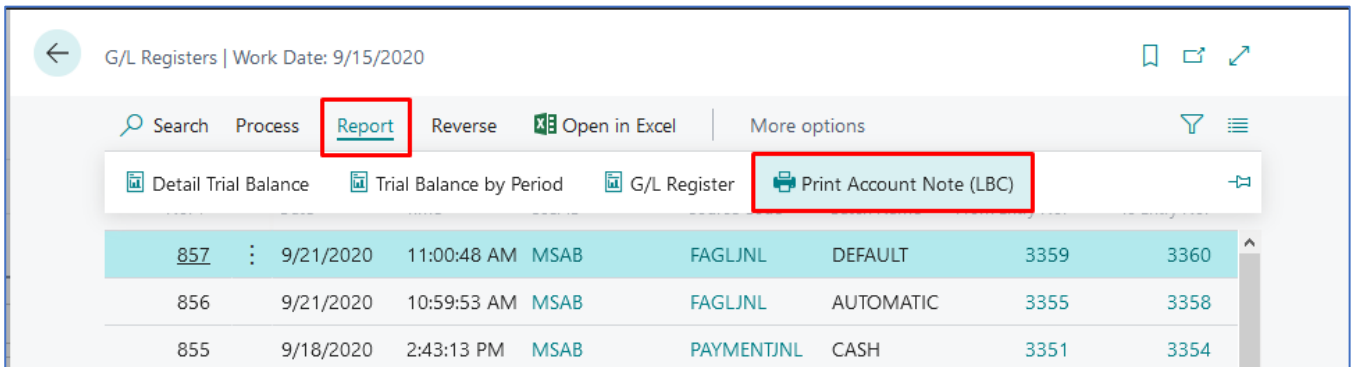 G/L Registers | Work Date: 9/15/2020
Search Process Report Reverse Open in Excel | More options
Detail Trial Balance Trial Balance by Period G/L Register Print Account Note (LBC)
857 9/21/2020 11:00:48 AM MSAB FAGLJNL DEFAULT 3359 3360
856 9/21/2020 10:59:53 AM MSAB FAGLJNL AUTOMATIC 3355 3358
855 9/18/2020 2:43:13 PM MSAB PAYMENTJNL CASH 3351 3354